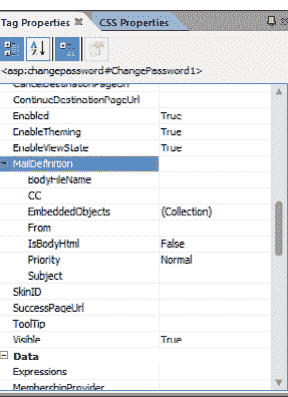 Tag Properties CSS Properties
<asp:changepassword#ChangePassword1>
CancelDestinationPageUrl
ContinueDestinationPageUrl
Enabled True
EnableTheming True
EnableViewState True
MailDefinition
BodyFileName
CC
EmbeddedObjects (Collection)
From
IsBodyHtml False
Priority Normal
Subject
SkinID
SuccessPageUrl
ToolTip
Visible True
Data
Expressions
MembershipProvider